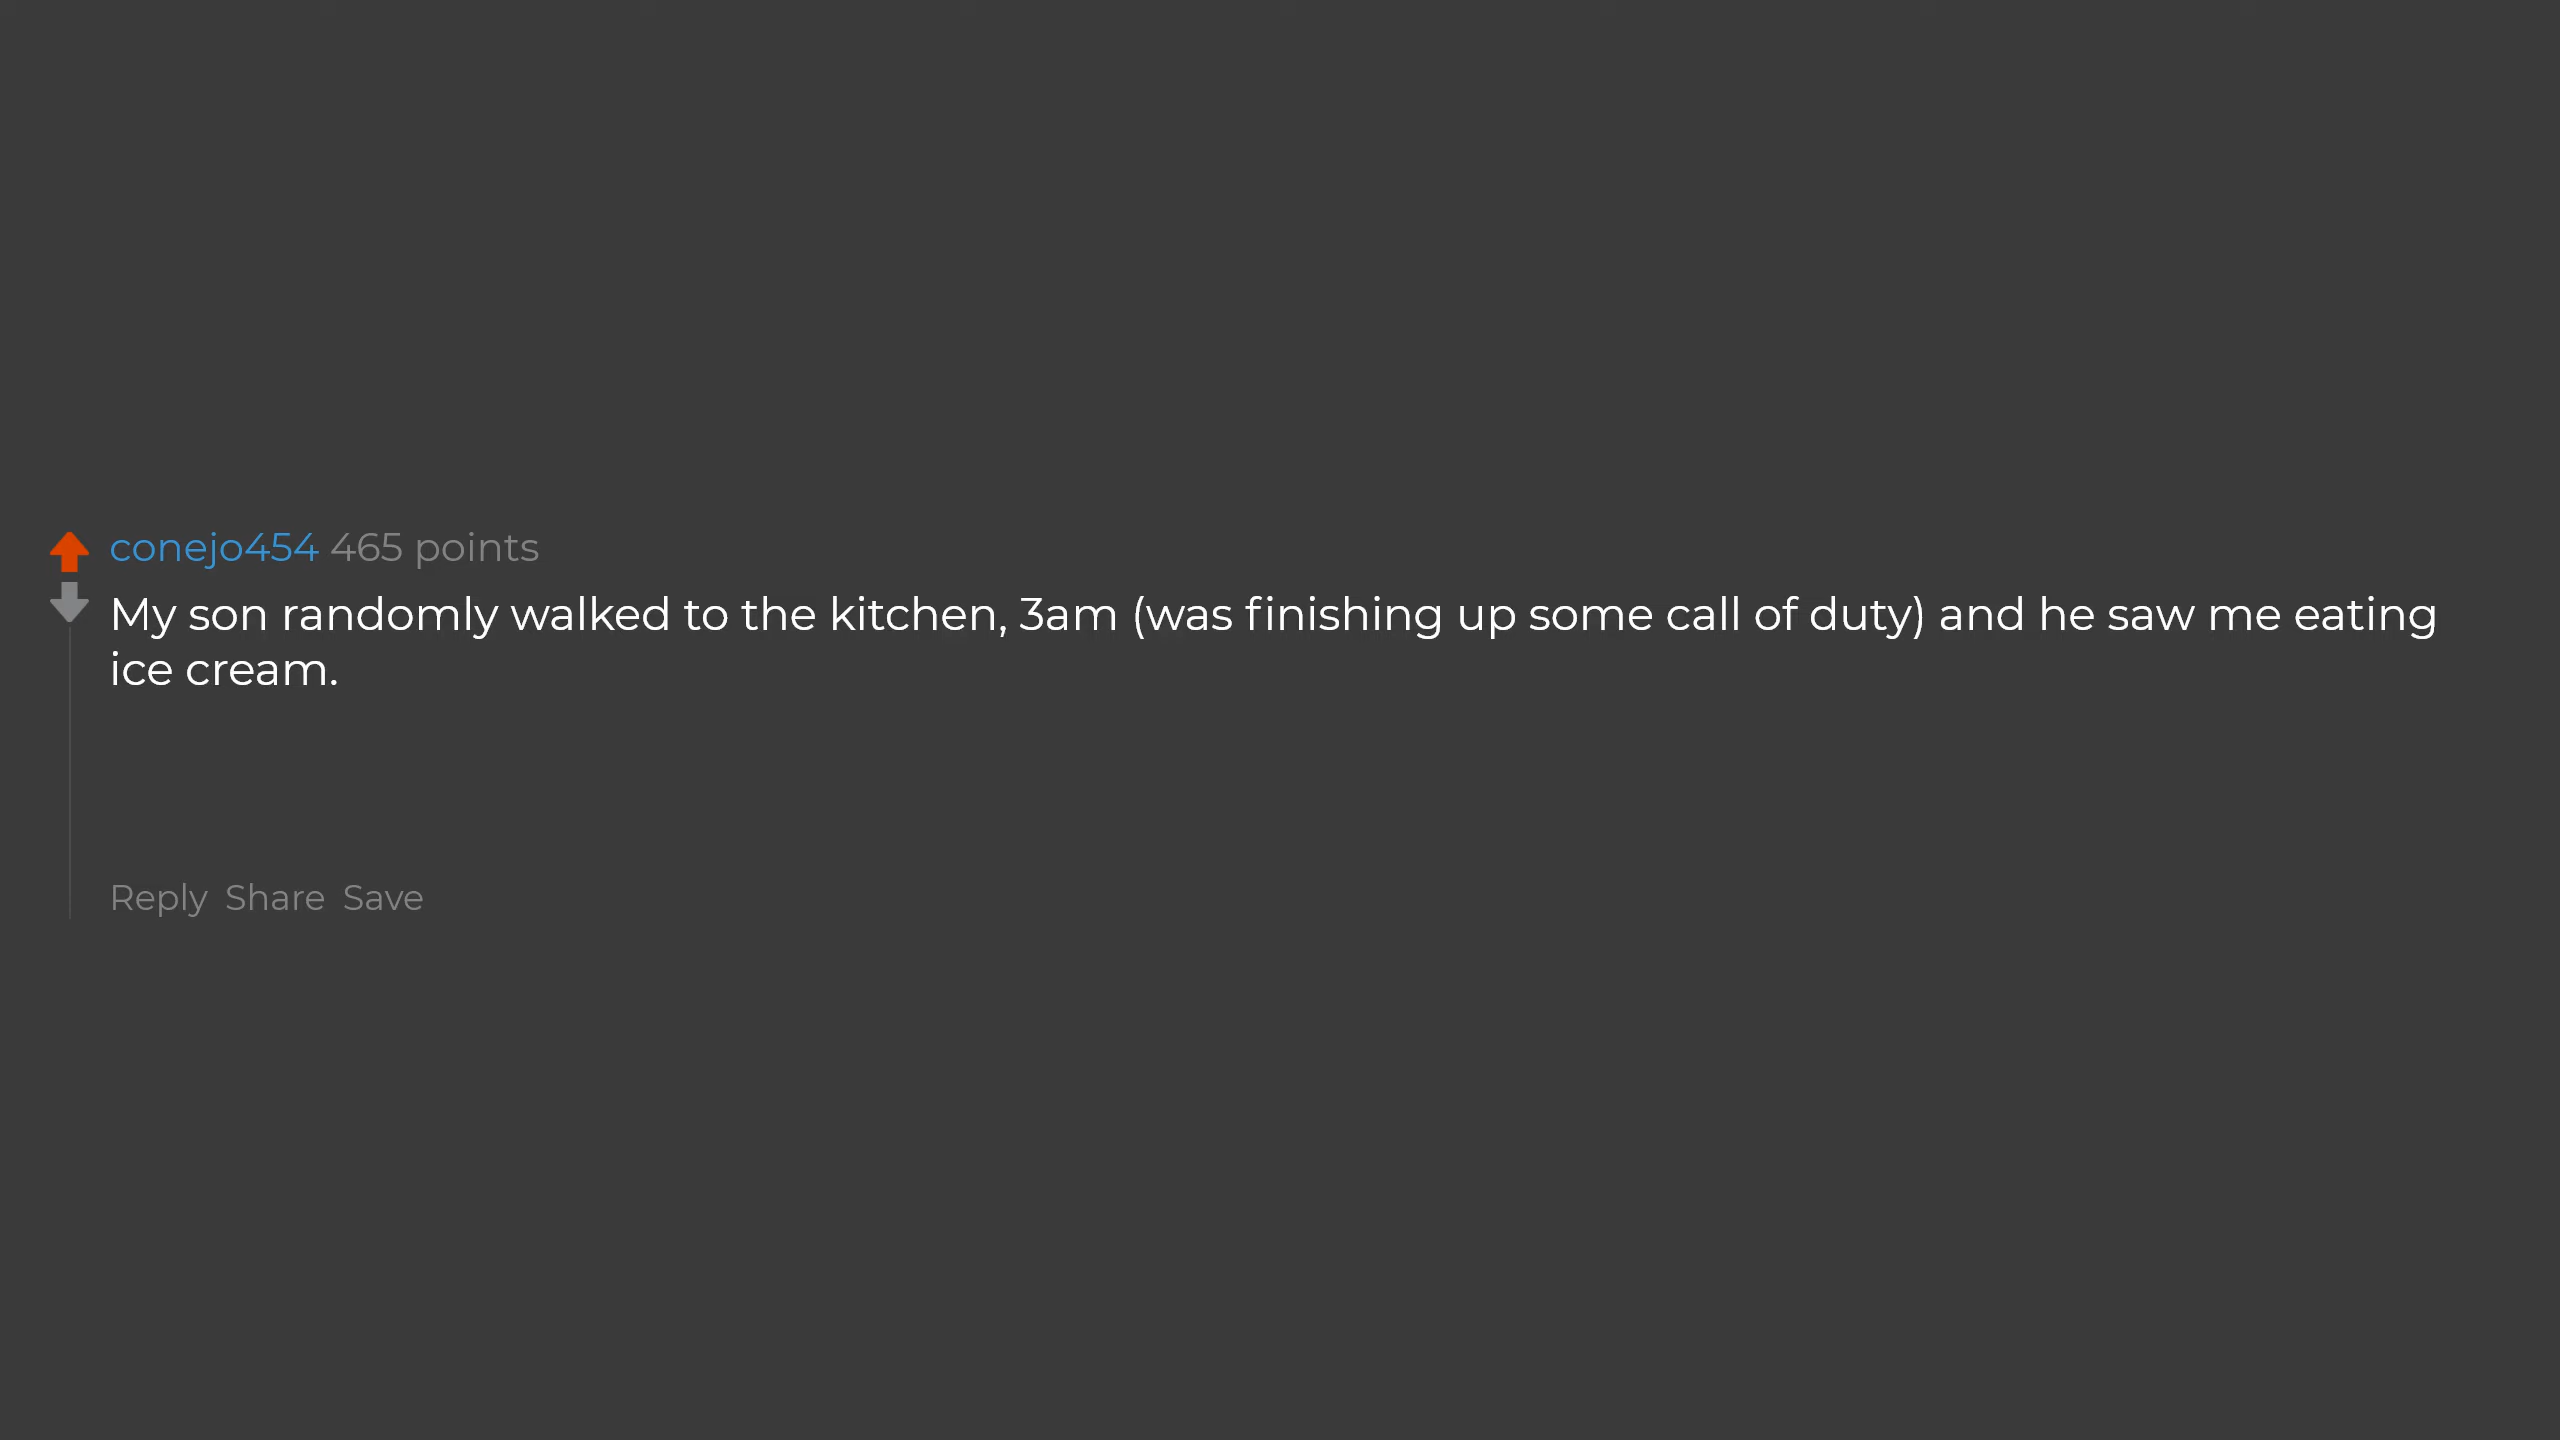 conejo454 465 points
My son randomly walked to the kitchen, 3am (was finishing up some call of duty) and he saw me eating
ice cream.
Reply Share Save